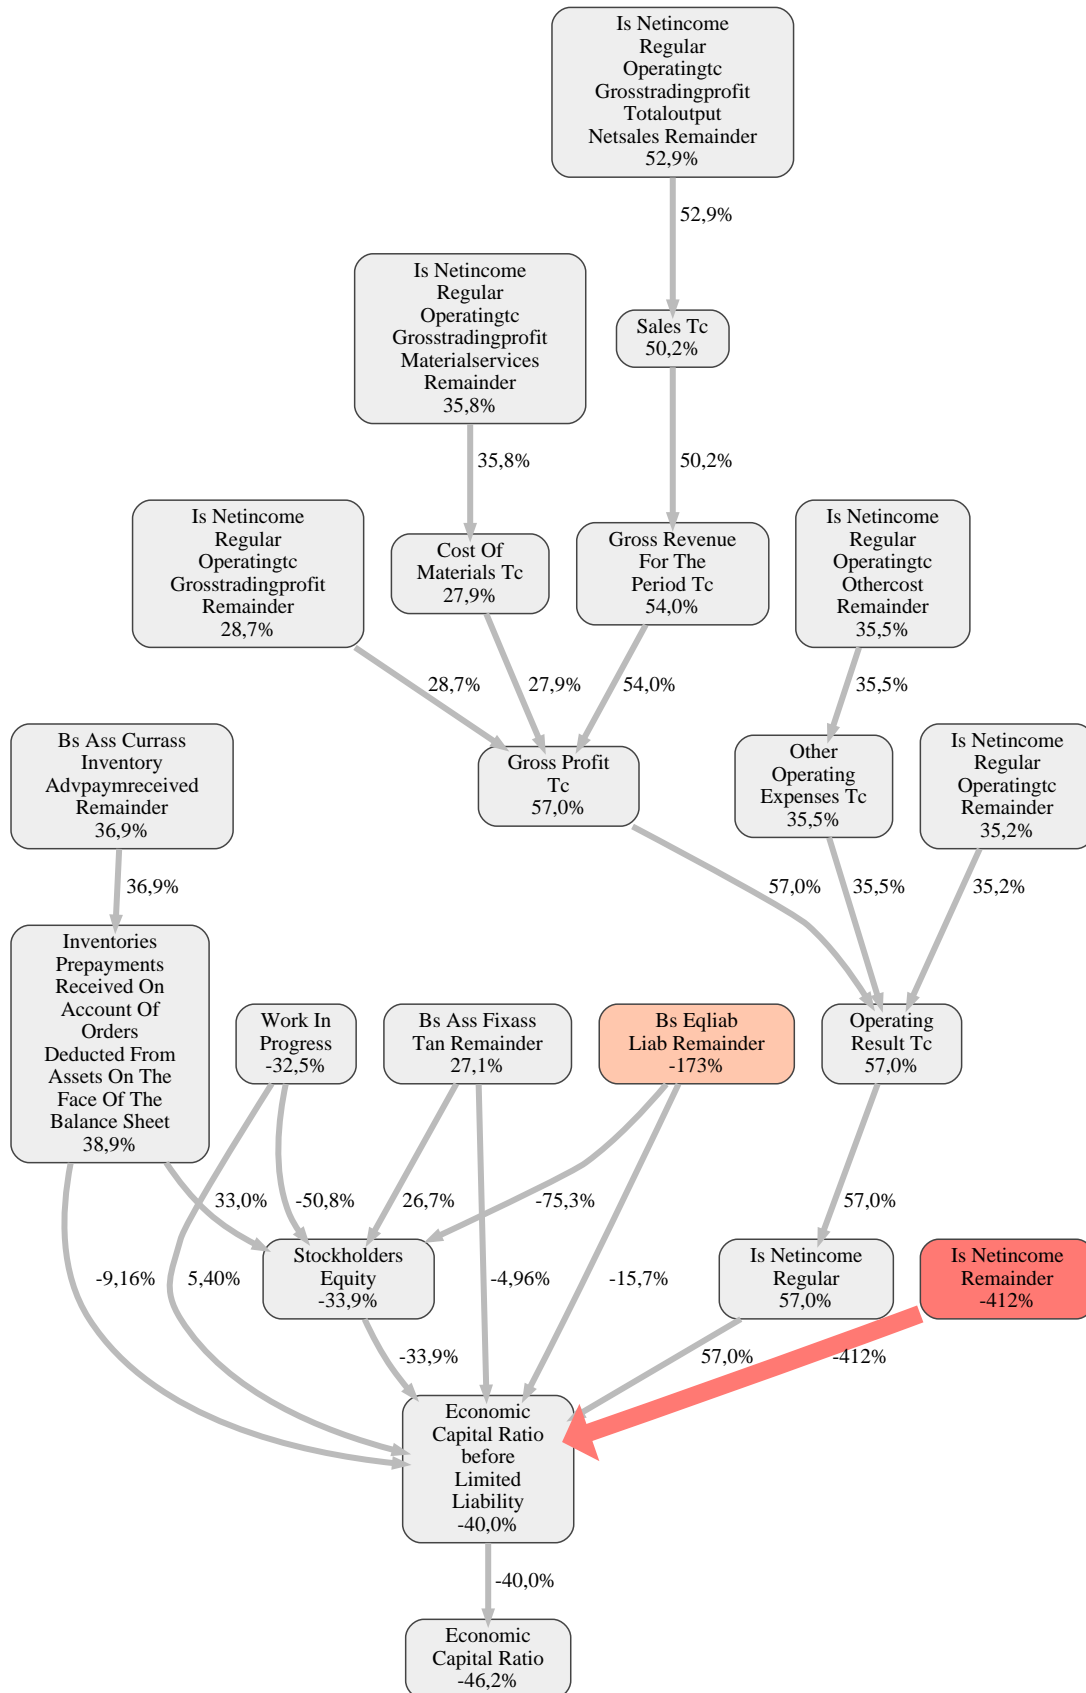 Is Netincome
Regular
Operatingtc
Grosstradingprofit
Totaloutput
Netsales Remainder
52,9%
52,9%
Is Netincome
Regular
Operatingtc
Grosstradingprofit
Materialservices
Remainder
35,8%
Sales Tc
50,2%
35,8%
50,2%
Is Netincome
Regular
Operatingtc
Grosstradingprofit
Remainder
28,7%
Cost Of
Materials Tc
27,9%
Gross Revenue
For The
Period Tc
54,0%
Is Netincome
Regular
Operatingtc
Othercost
Remainder
35,5%
28,7%
27,9%
54,0%
35,5%
Bs Ass Currass
Inventory
Advpaymreceived
Remainder
36,9%
Gross Profit
Tc
57,0%
Other
Operating
Expenses Tc
35,5%
Is Netincome
Regular
Operatingtc
Remainder
35,2%
36,9%
57,0%
35,5%
35,2%
Inventories
Prepayments
Received On
Account Of
Orders
Deducted From
Assets On The
Face Of The
Balance Sheet
38,9%
Work In
Progress
-32,5%
Bs Ass Fixass
Tan Remainder
27,1%
Bs Eqliab
Liab Remainder
-173%
Operating
Result Tc
57,0%
33,0%
-50,8%
26,7%
-75,3%
57,0%
Stockholders
Equity
-33,9%
Is Netincome
Regular
57,0%
Is Netincome
Remainder
-412%
-9,16%
5,40%
-4,96%
-15,7%
-33,9%
57,0%
-412%
Economic
Capital Ratio
before
Limited
Liability
-40,0%
-40,0%
Economic
Capital Ratio
-46,2%